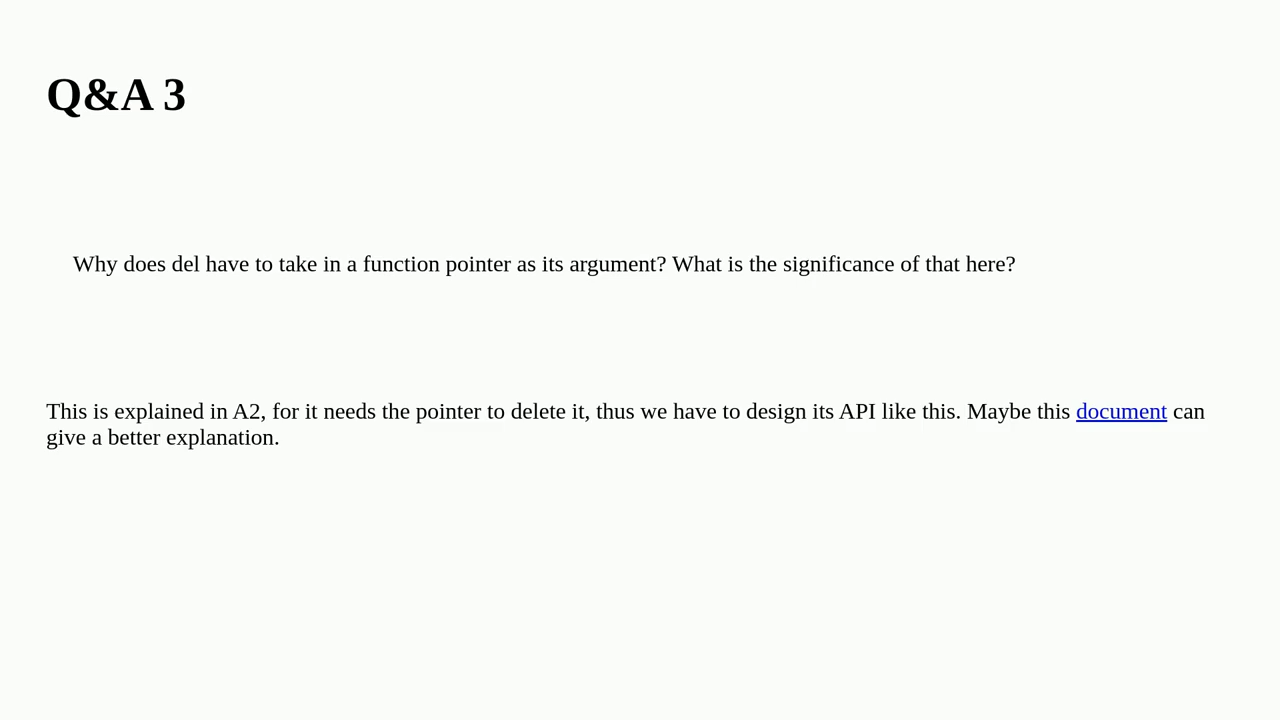 Q&A 3
Why does del have to take in a function pointer as its argument? What is the significance of that here?
This is explained in A2, for it needs the pointer to delete it, thus we have to design its API like this. Maybe this document can
give a better explanation.